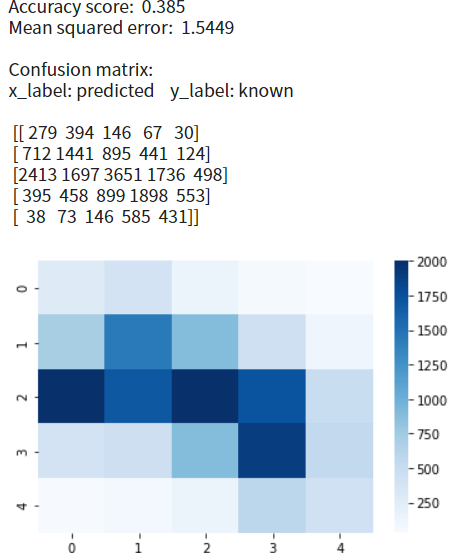 Accuracy score: 0.385
Mean squared error: 1.5449
Confusion matrix:
x_label: predicted y_label: known
[[ 279 394 146 67 30]
[ 712 1441 895 441 124]
[2413 1697 3651 1736 498]
[ 395 458 899 1898 553]
[ 38 73 146 585 431]]
2000
0
1750
1500
1
1250
2
1000
750
3
500
4
250
0 1 2 3 4